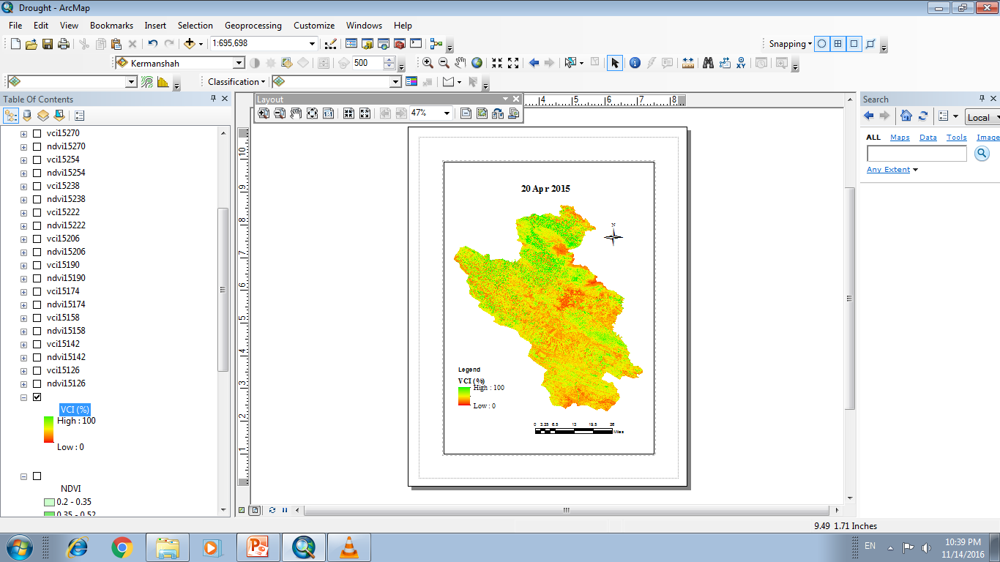 Drought - ArcMap
File Edit View Bookmarks Insert Selection Geoprocessing Customize Windows Help
1:695,698
Snapping
Kermanshah
500
Classification
Table Of Contents
vci15270
ndvi15270
vci15254
ndvi15254
vci15238
ndvi15238
vci15222
ndvi15222
vci15206
ndvi15206
vci15190
ndvi15190
vci15174
ndvi15174
vci15158
ndvi15158
vci15142
ndvi15142
vci15126
ndvi15126
VCI (%)
High : 100
Low : 0
NDVI
0.2 - 0.35
0.35 - 0.52
Layout
47%
4 5 6 7 8
10
9
8
7
6
5
4
3
2
1
20 Apr 2015
N
Legend
VCI (%)
High : 100
Low : 0
0 3.25 6.5 13 19.5 26
Miles
Search
Local
ALL Maps Data Tools Image
Any Extent
9.49 1.71 Inches
EN
10:39 PM
11/14/2016